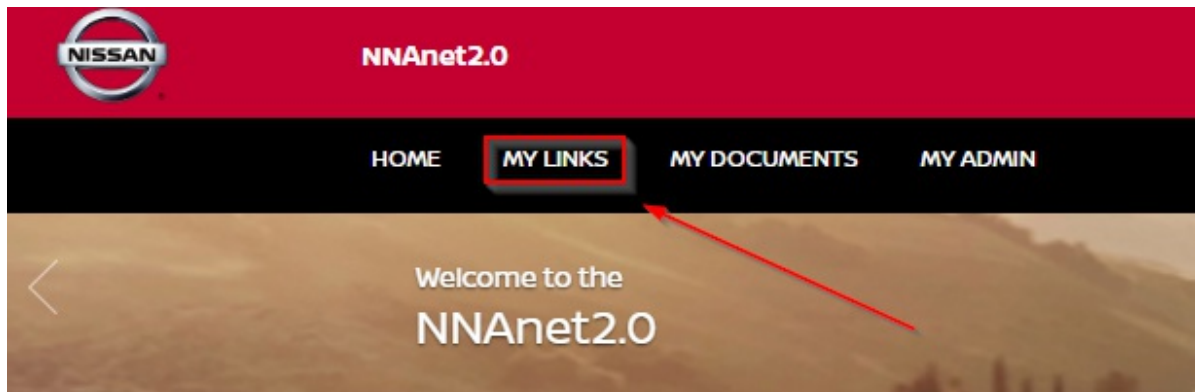 NISSAN
NNAnet2.0
HOME MY LINKS MY DOCUMENTS MY ADMIN
Welcome to the
NNAnet2.0